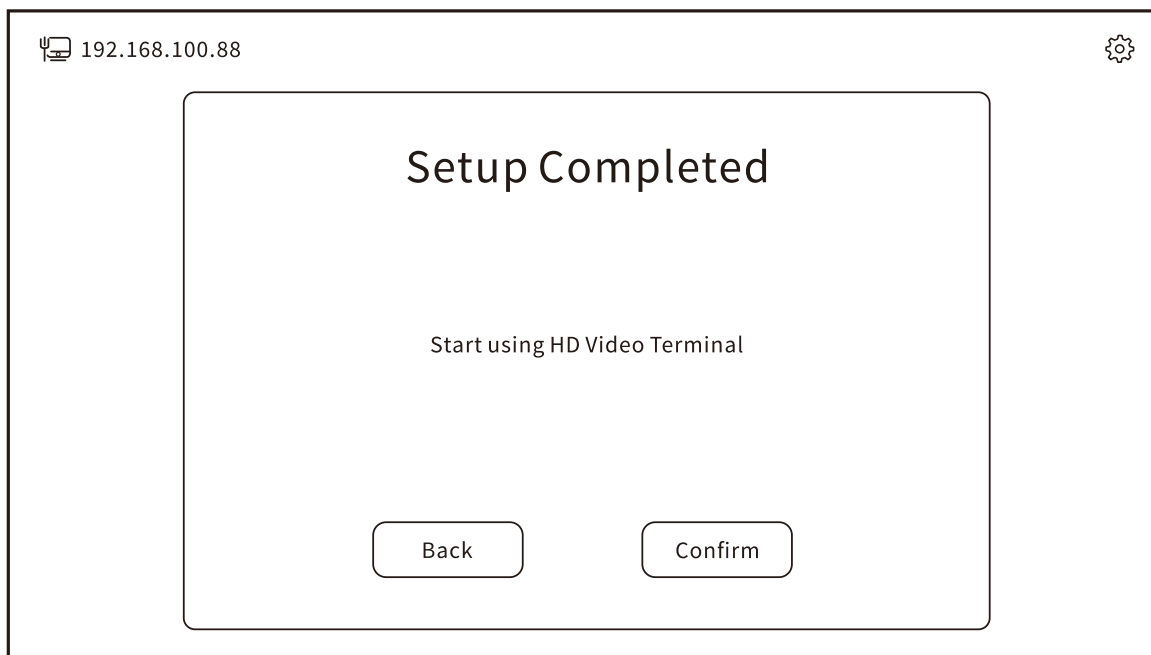 192.168.100.88
Setup Completed
Start using HD Video Terminal
Back
Confirm